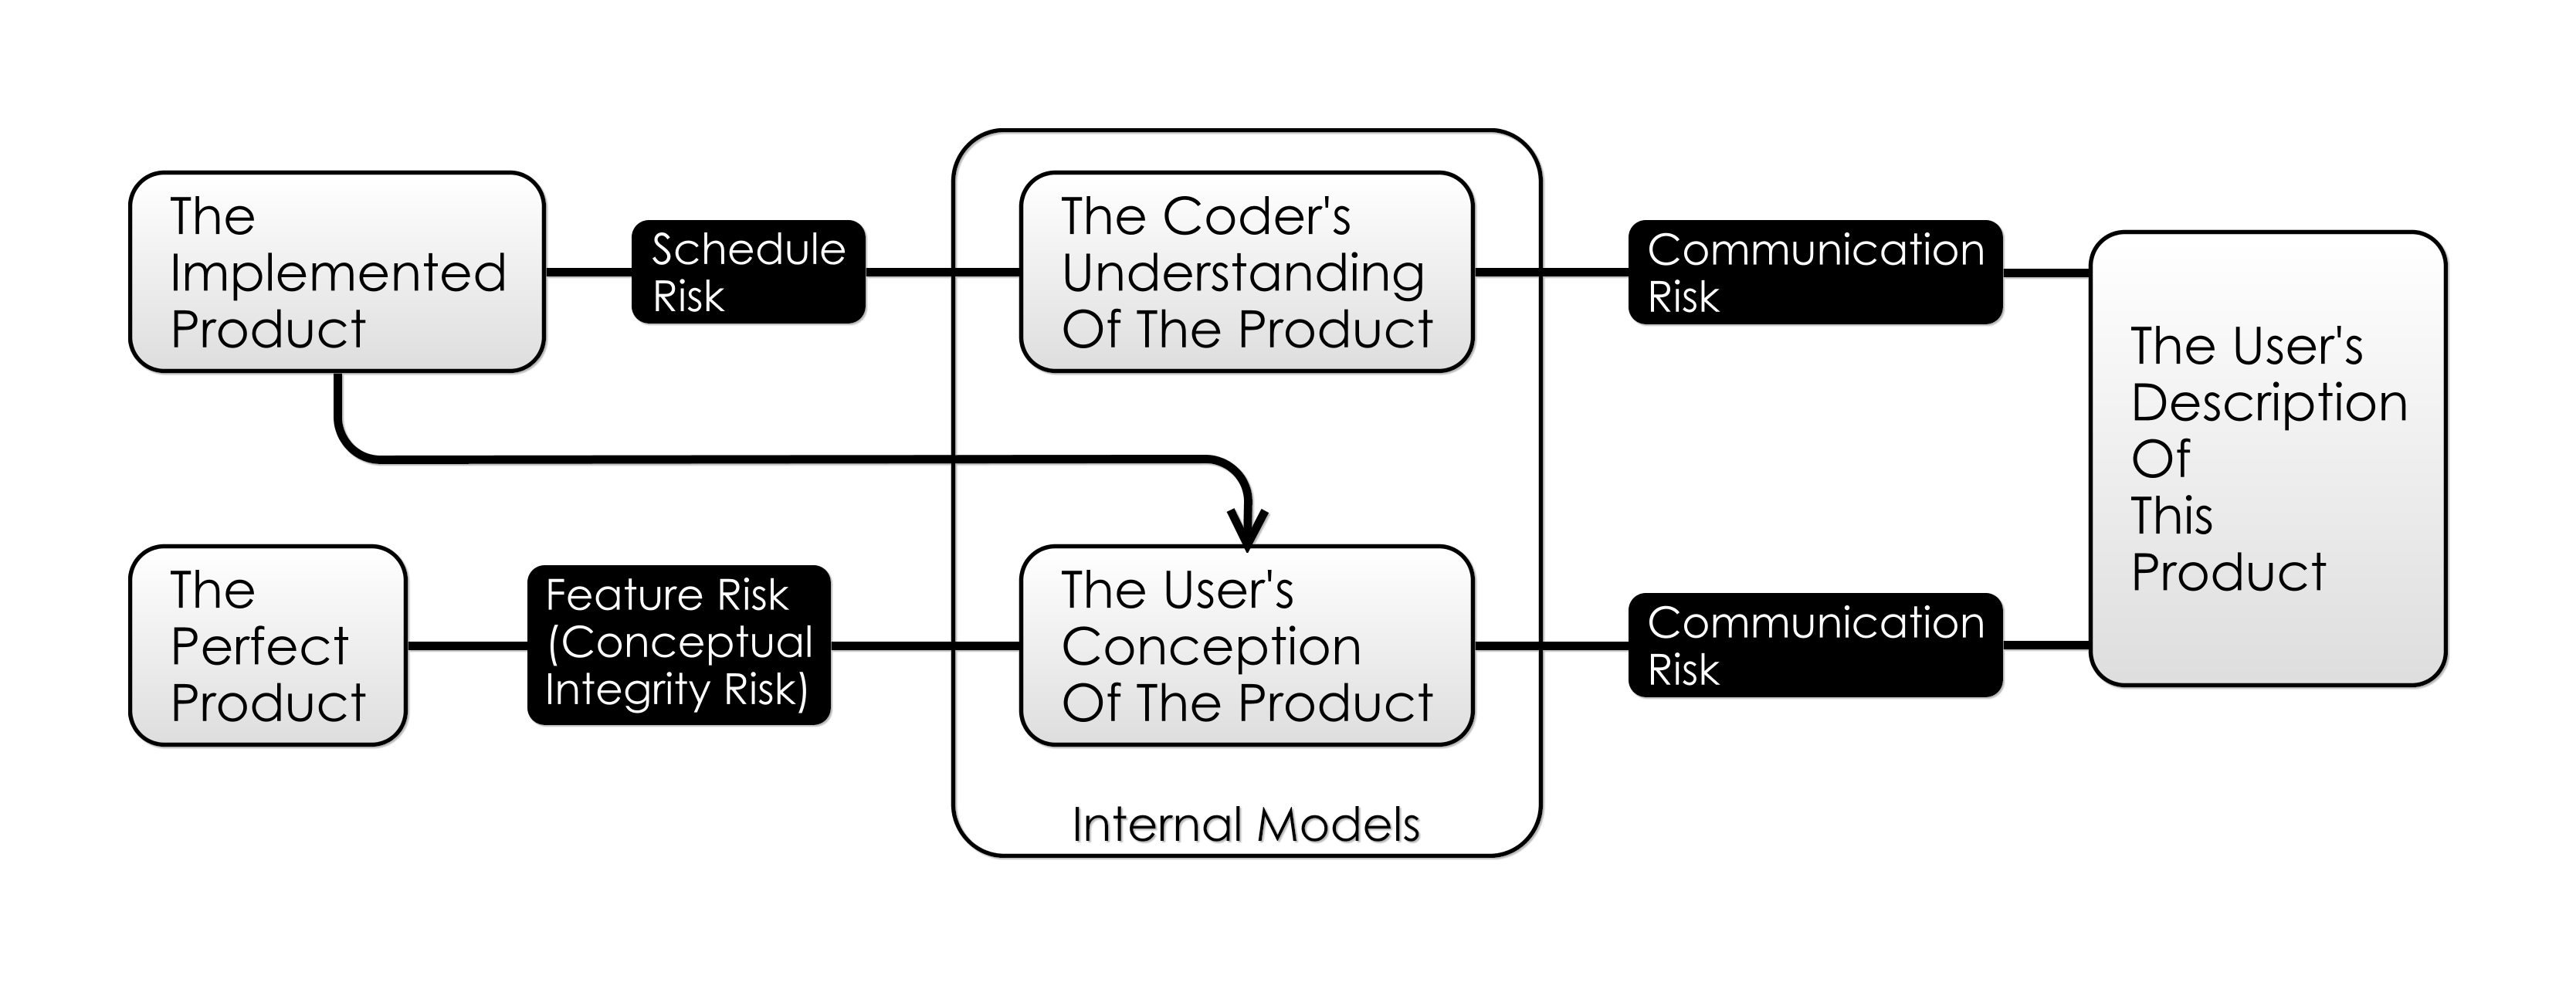 The
Implemented
Product
Schedule
Risk
The Coder's
Understanding
Of The Product
Communication
Risk
The User's
Description
Of
This
Product
The
Perfect
Product
Feature Risk
(Conceptual
Integrity Risk)
The User's
Conception
Of The Product
Communication
Risk
Internal Models